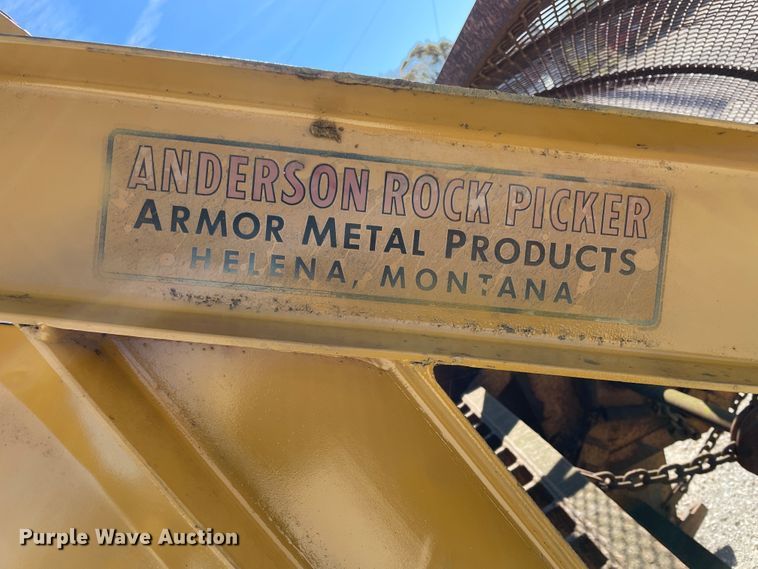 ANDERSON ROCK PICKER
ARMOR METAL PRODUCTS
HELENA, MONTANA
Purple Wave Auction